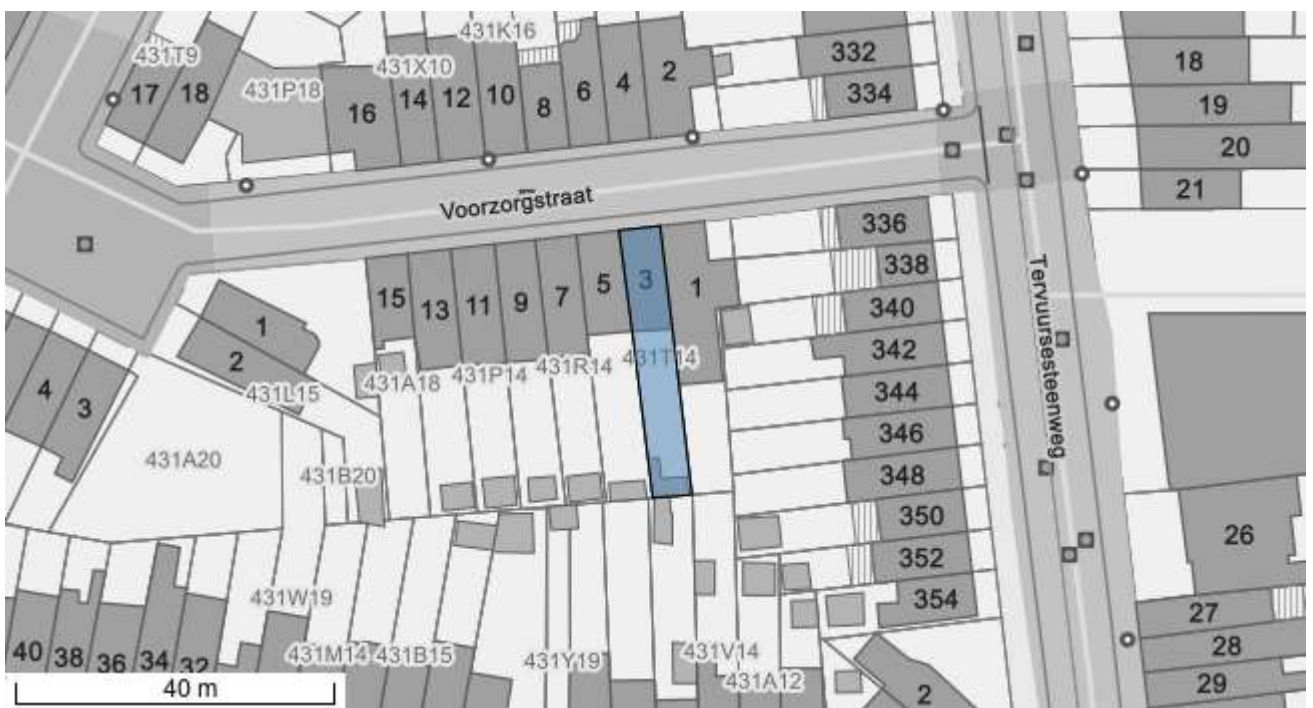 431K16
431T9
17
18
431P18
431X10
16
14
12
10
8
6
4
2
332
334
18
19
20
21
Voorzorgstraat
Tervuursesteenweg
336
338
340
342
344
346
348
350
352
354
15
13
11
9
7
5
3
1
431T14
431R14
431P14
431A18
1
2
431L15
4
3
431A20
431B20
431W19
40
38
36
34
32
431M14
431B15
431Y19
431V14
431A12
2
26
27
28
29
40 m